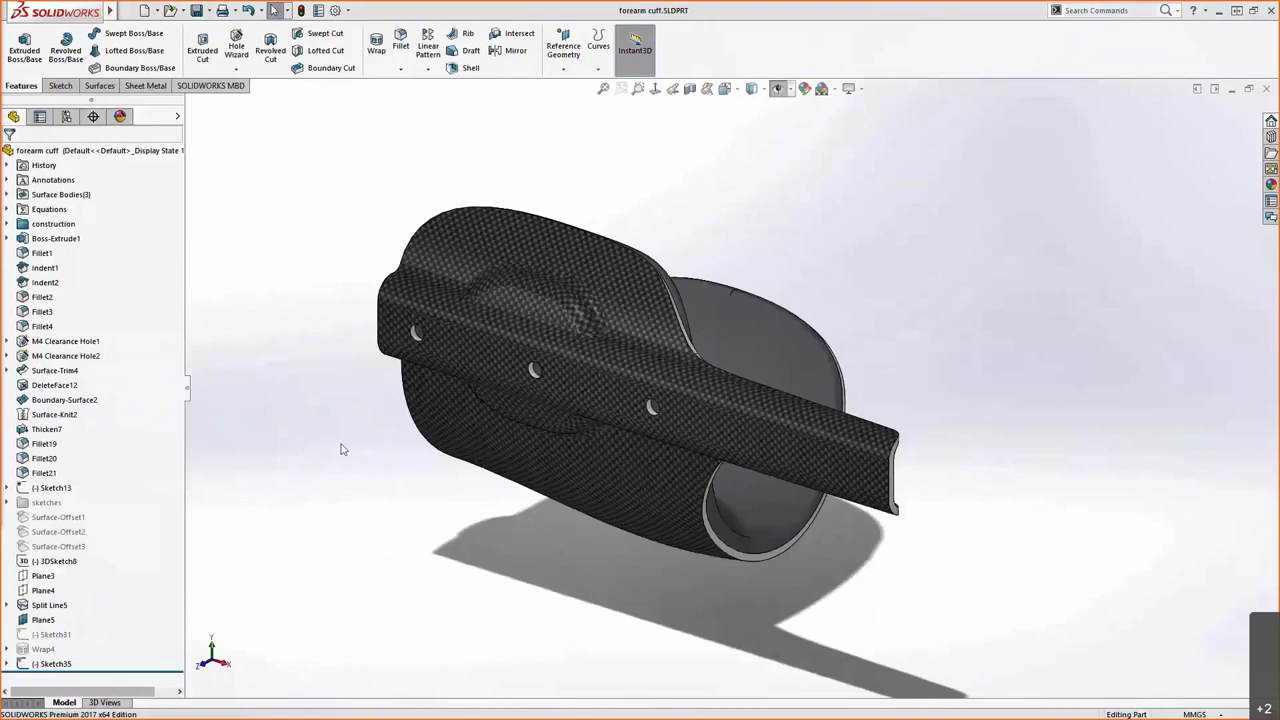 SOLIDWORKS
forearm cuff.SLDPRT
Search Commands
Extruded Boss/Base
Revolved Boss/Base
Swept Boss/Base
Lofted Boss/Base
Boundary Boss/Base
Extruded Cut
Hole Wizard
Revolved Cut
Swept Cut
Lofted Cut
Boundary Cut
Wrap
Fillet
Linear Pattern
Rib
Draft
Shell
Intersect
Mirror
Reference Geometry
Curves
Instant3D
Features
Sketch
Surfaces
Sheet Metal
SOLIDWORKS MBD
forearm cuff (Default<<Default>_Display State 1
History
Annotations
Surface Bodies(3)
Equations
construction
Boss-Extrude1
Fillet1
Indent1
Indent2
Fillet2
Fillet3
Fillet4
M4 Clearance Hole1
M4 Clearance Hole2
Surface-Trim4
DeleteFace12
Boundary-Surface2
Surface-Knit2
Thicken7
Fillet19
Fillet20
Fillet21
(-) Sketch13
sketches
Surface-Offset1
Surface-Offset2
Surface-Offset3
3D (-) 3DSketch8
Plane3
Plane4
Split Line5
Plane5
(-) Sketch31
Wrap4
(-) Sketch35
Y
Z X
Model
3D Views
SOLIDWORKS Premium 2017 x64 Edition
Editing Part
MMGS
+2